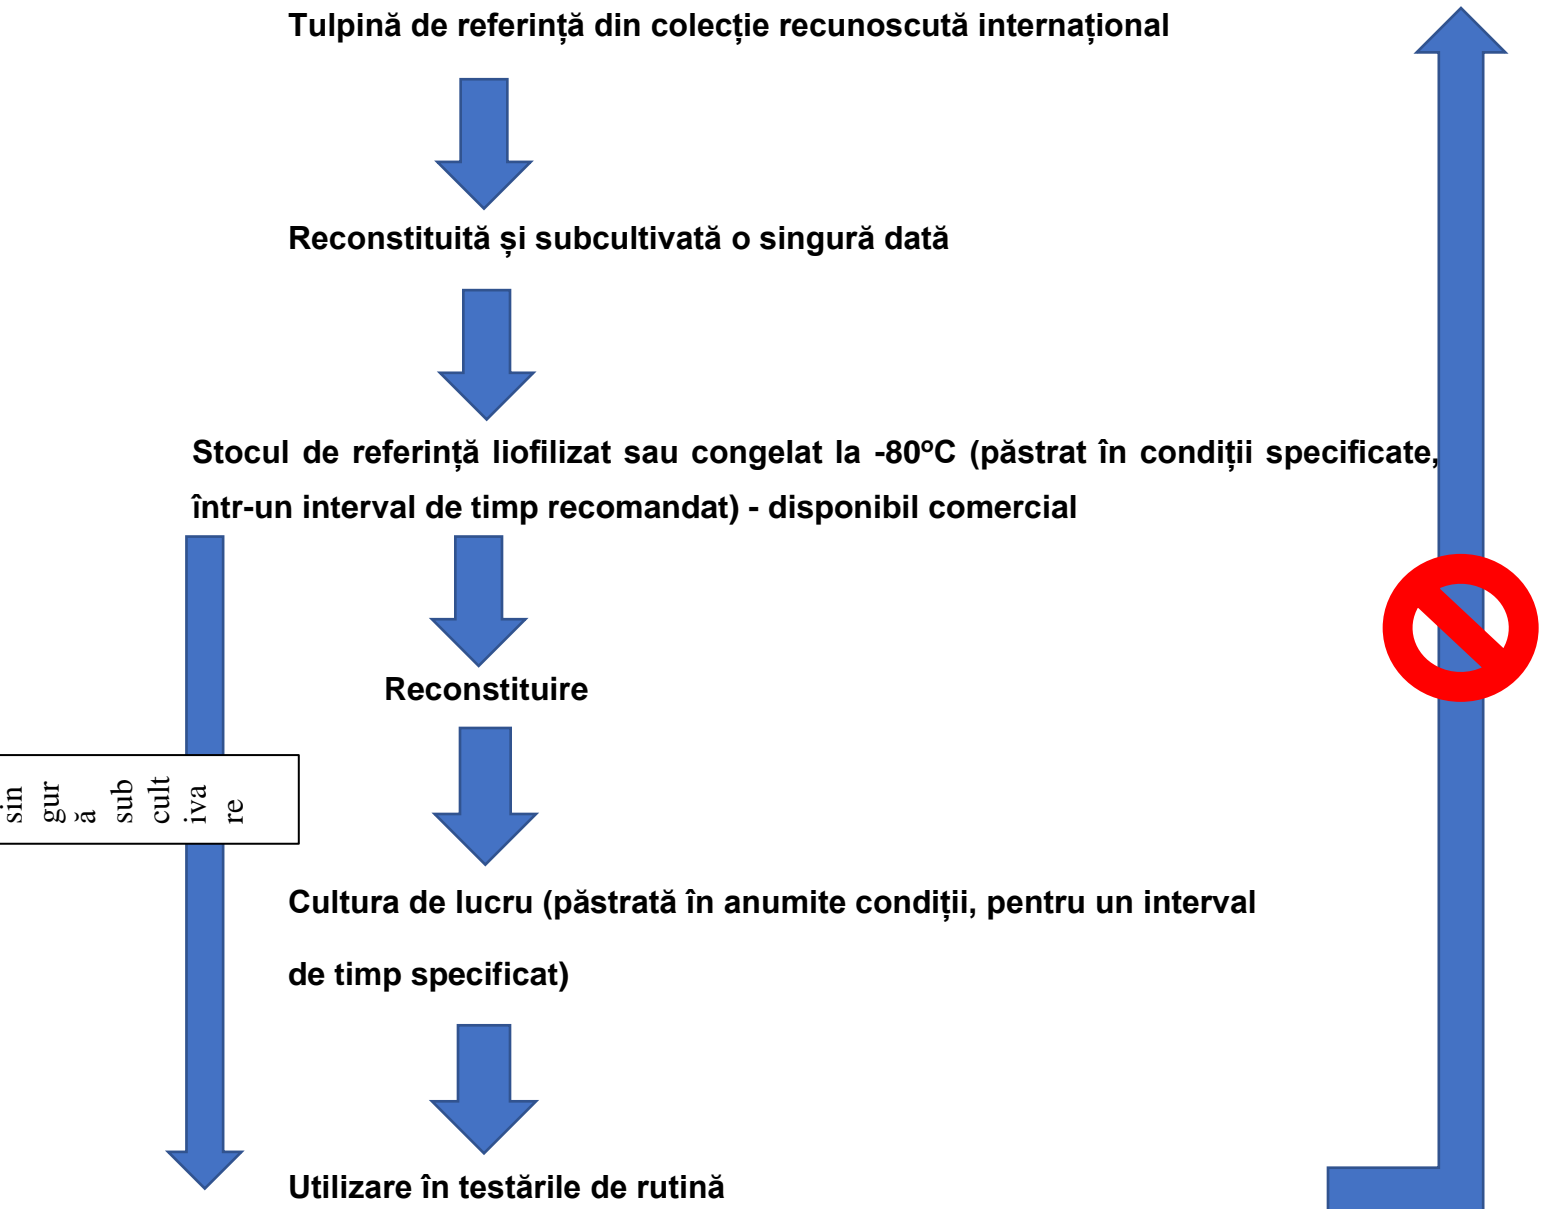 Tulpină de referință din colecție recunoscută internațional
Reconstituită și subcultivată o singură dată
Stocul de referință liofilizat sau congelat la -80ºC (păstrat în condiții specificate,
într-un interval de timp recomandat) - disponibil comercial
Reconstituire
sin
gur
ă
sub
cult
iva
re
Cultura de lucru (păstrată în anumite condiții, pentru un interval
de timp specificat)
Utilizare în testările de rutină